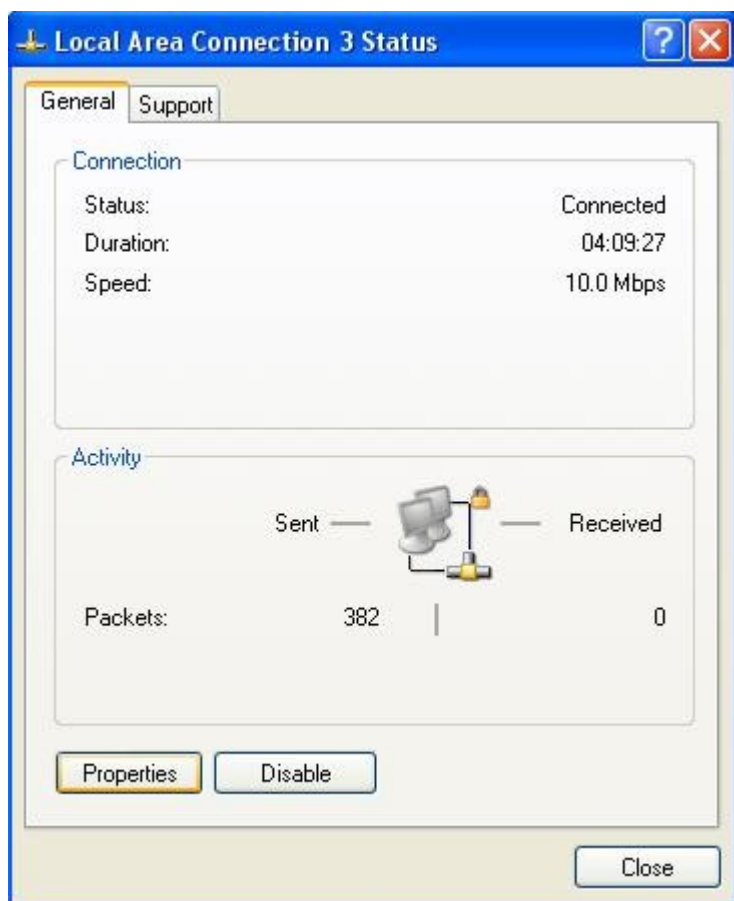 Local Area Connection 3 Status
General Support
Connection
Status: Connected
Duration: 04:09:27
Speed: 10.0 Mbps
Activity
Sent Received
Packets: 382 0
Properties Disable
Close